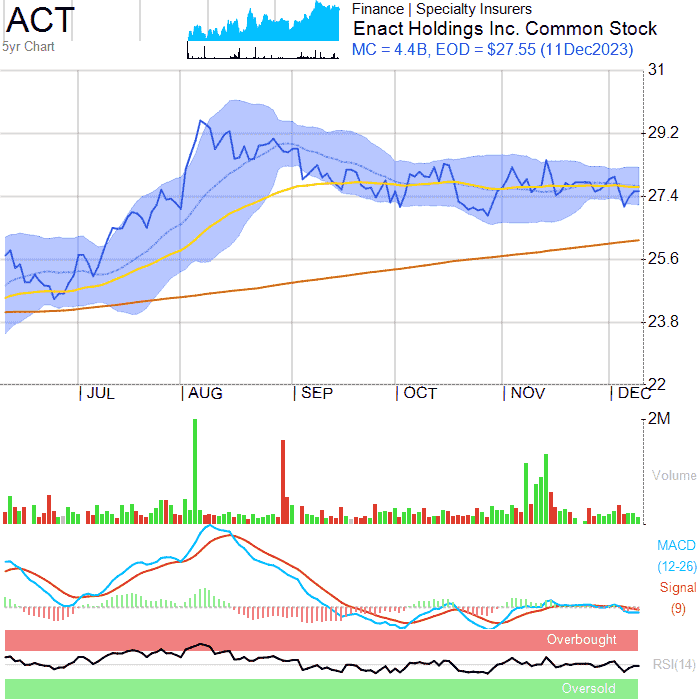 ACT
5yr Chart
Finance | Specialty Insurers
Enact Holdings Inc. Common Stock
MC = 4.4B, EOD = $27.55 (11Dec2023)
31
29.2
27.4
25.6
23.8
22
| JUL | AUG | SEP | OCT | NOV | DEC
2M
Volume
MACD
(12-26)
Signal
(9)
Overbought
RSI(14)
Oversold